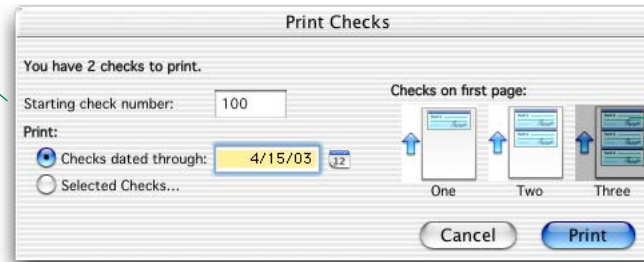 Print Checks
You have 2 checks to print.
Starting check number: 100
Print:
Checks dated through: 4/15/03
12
Selected Checks...
Checks on first page:
One Two Three
Cancel Print